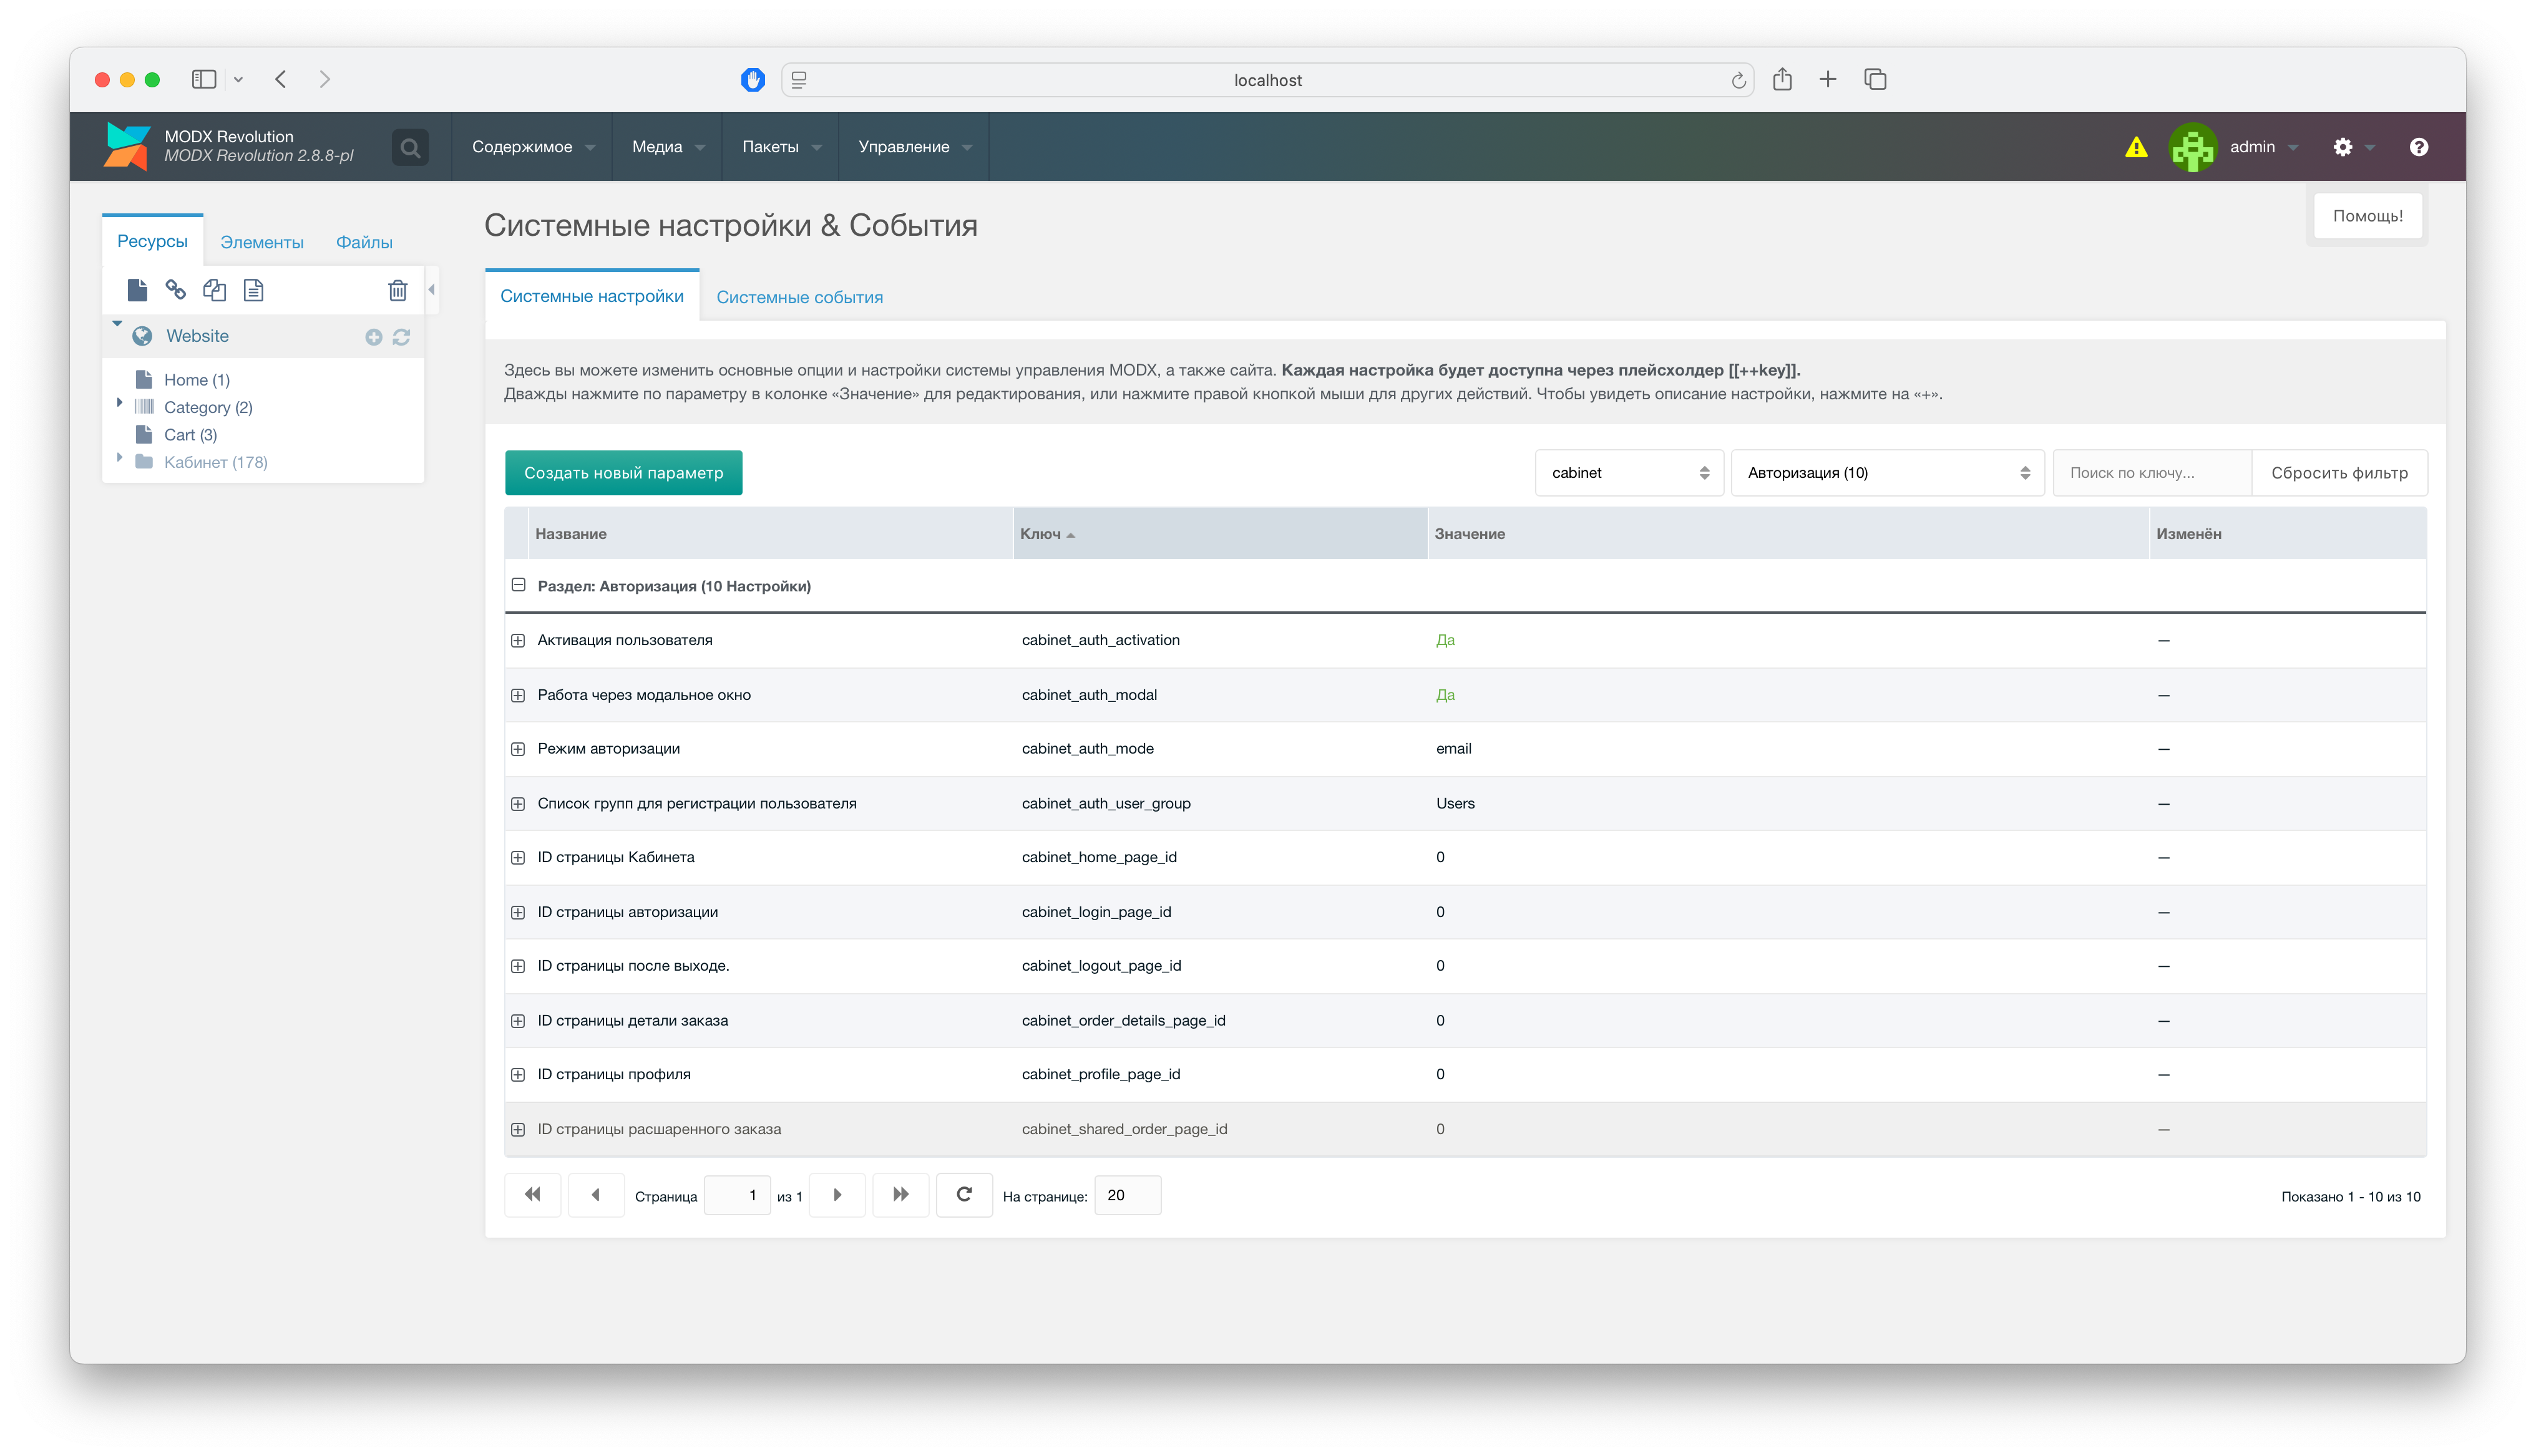 localhost
MODX Revolution
MODX Revolution 2.8.8-pl
Содержимое
Медиа
Пакеты
Управление
admin
Ресурсы
Элементы
Файлы
Website
Home (1)
Category (2)
Cart (3)
Кабинет (178)
Системные настройки & События
Помощь!
Системные настройки
Системные события
Здесь вы можете изменить основные опции и настройки системы управления MODX, а также сайта. Каждая настройка будет доступна через плейсхолдер [[++key]].
Дважды нажмите по параметру в колонке «Значение» для редактирования, или нажмите правой кнопкой мыши для других действий. Чтобы увидеть описание настройки, нажмите на «+».
Создать новый параметр
cabinet
Авторизация (10)
Поиск по ключу...
Сбросить фильтр
Название Ключ Значение Изменён
Раздел: Авторизация (10 Настройки)
Активация пользователя cabinet_auth_activation Да —
Работа через модальное окно cabinet_auth_modal Да —
Режим авторизации cabinet_auth_mode email —
Список групп для регистрации пользователя cabinet_auth_user_group Users —
ID страницы Кабинета cabinet_home_page_id 0 —
ID страницы авторизации cabinet_login_page_id 0 —
ID страницы после выходе. cabinet_logout_page_id 0 —
ID страницы детали заказа cabinet_order_details_page_id 0 —
ID страницы профиля cabinet_profile_page_id 0 —
ID страницы расшаренного заказа cabinet_shared_order_page_id 0 —
Страница 1 из 1 На странице: 20 Показано 1 - 10 из 10